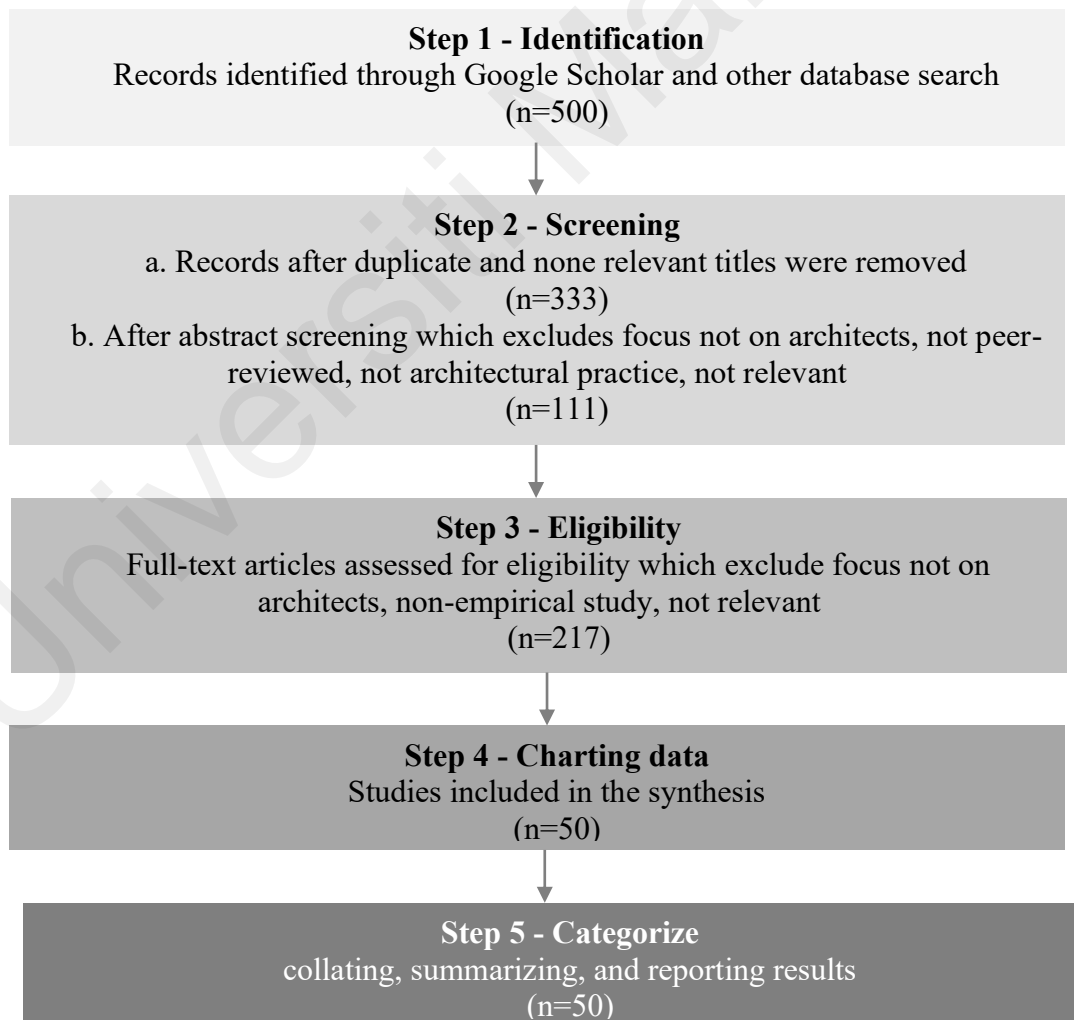 Step 1 - Identification
Records identified through Google Scholar and other database search
(n=500)
Step 2 - Screening
a. Records after duplicate and none relevant titles were removed
(n=333)
b. After abstract screening which excludes focus not on architects, not peer-
reviewed, not architectural practice, not relevant
(n=111)
Step 3 - Eligibility
Full-text articles assessed for eligibility which exclude focus not on
architects, non-empirical study, not relevant
(n=217)
Step 4 - Charting data
Studies included in the synthesis
(n=50)
Step 5 - Categorize
collating, summarizing, and reporting results
(n=50)
Universiti